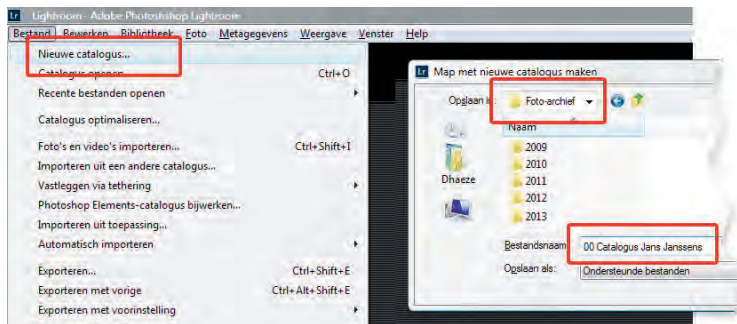 Lr Lightroom - Adobe Photoshop Lightroom
Bestand Bewerken Bibliotheek Foto Metagegevens Weergave Venster Help
Nieuwe catalogus...
Catalogus openen... Ctrl+O
Recente bestanden openen
Catalogus optimaliseren...
Foto's en video's importeren... Ctrl+Shift+I
Importeren uit een andere catalogus...
Vastleggen via tethering
Photoshop Elements-catalogus bijwerken...
Importeren uit toepassing...
Automatisch importeren
Exporteren... Ctrl+Shift+E
Exporteren met vorige Ctrl+Alt+Shift+E
Exporteren met voorinstelling
Lr Map met nieuwe catalogus maken
Opslaan in: Foto-archief
Naam
2009
2010
2011
2012
2013
Dhaeze
Bestandsnaam 00 Catalogus Jans Janssens
Opslaan als: Ondersteunde bestanden